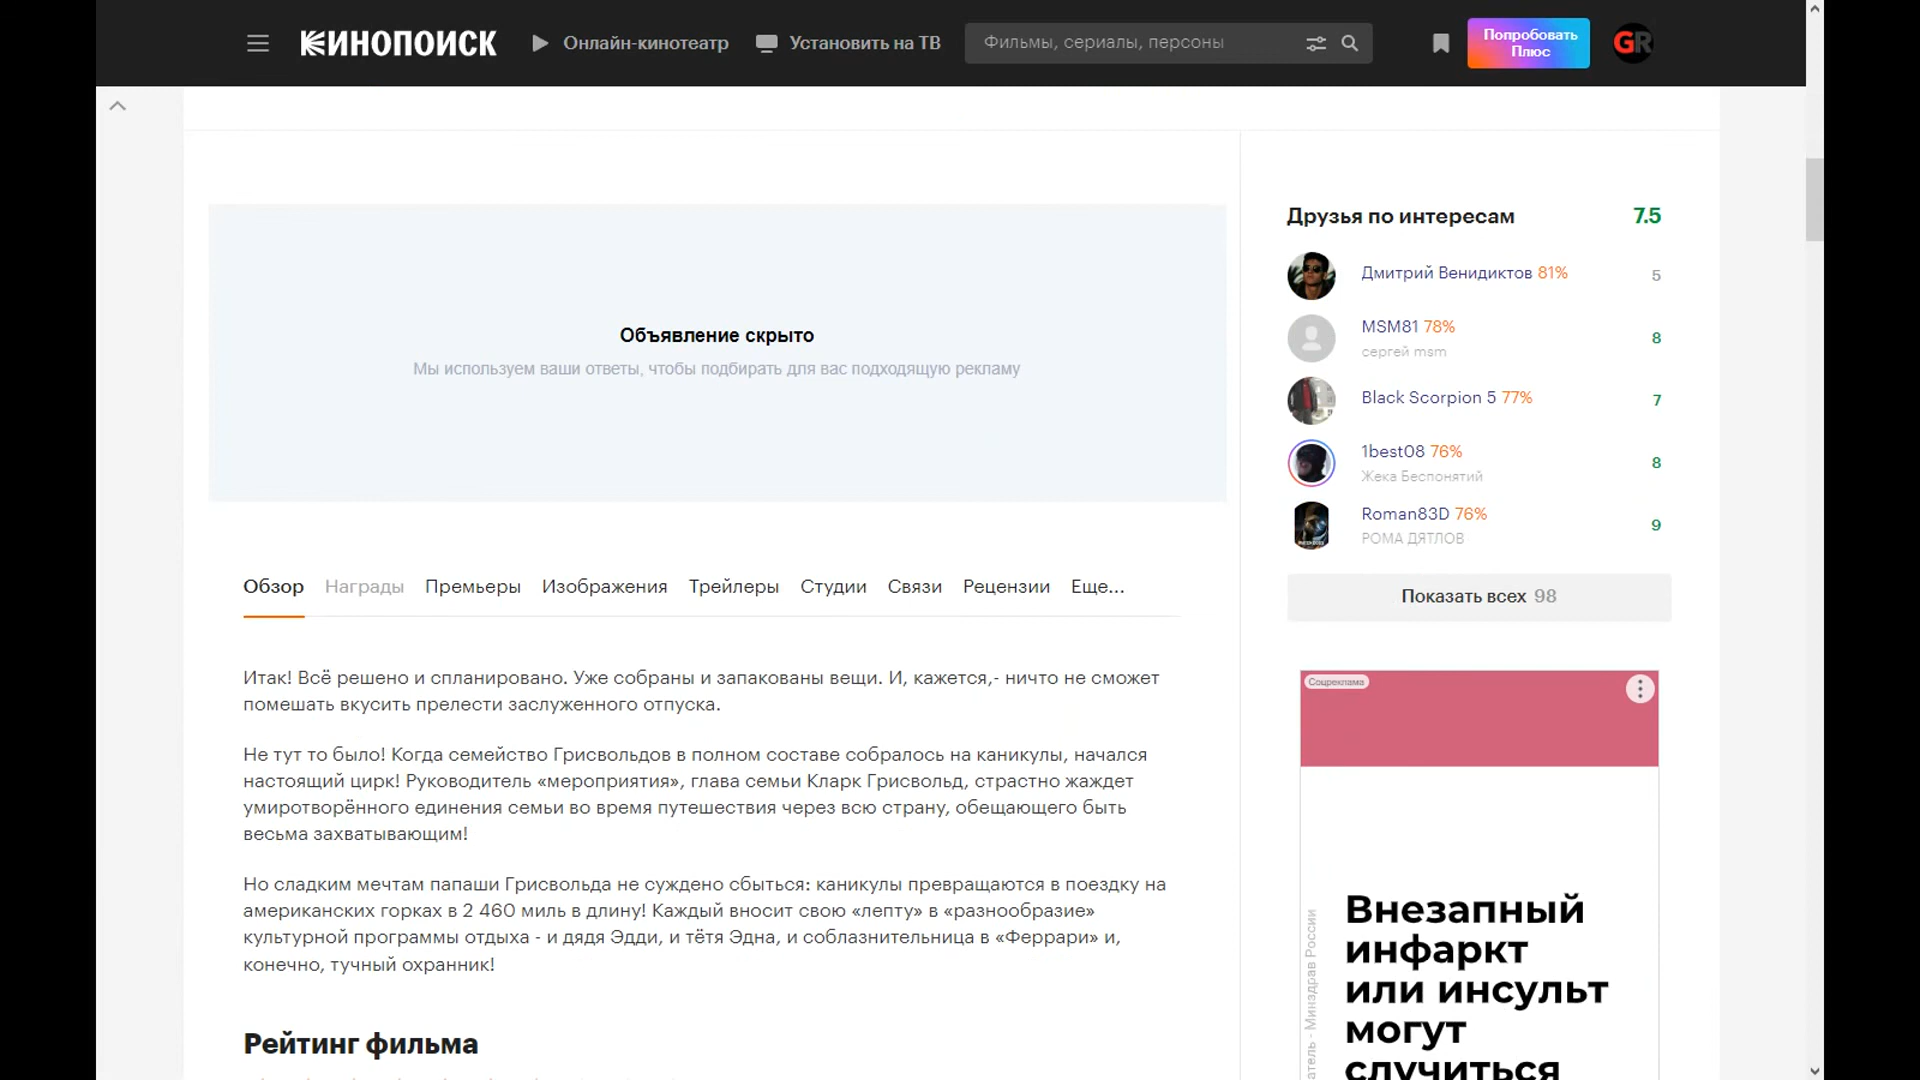 КИНОПОИСК
Онлайн-кинотеатр
Установить на ТВ
Фильмы, сериалы, персоны
Попробовать
Плюс
GR
Объявление скрыто
Мы используем ваши ответы, чтобы подбирать для вас подходящую рекламу
Обзор Награды Премьеры Изображения Трейлеры Студии Связи Рецензии Еще...
Итак! Всё решено и спланировано. Уже собраны и запакованы вещи. И, кажется,- ничто не сможет
помешать вкусить прелести заслуженного отпуска.
Не тут то было! Когда семейство Грисвольдов в полном составе собралось на каникулы, начался
настоящий цирк! Руководитель «мероприятия», глава семьи Кларк Грисвольд, страстно жаждет
умиротворённого единения семьи во время путешествия через всю страну, обещающего быть
весьма захватывающим!
Но сладким мечтам папаши Грисвольда не суждено сбыться: каникулы превращаются в поездку на
американских горках в 2 460 миль в длину! Каждый вносит свою «лепту» в «разнообразие»
культурной программы отдыха - и дядя Эдди, и тётя Эдна, и соблазнительница в «Феррари» и,
конечно, тучный охранник!
Рейтинг фильма
Друзья по интересам 7.5
Дмитрий Венидиктов 81% 5
MSM81 78% 8
сергей msm
Black Scorpion 5 77% 7
1best08 76% 8
Жека Беспонятий
Roman83D 76% 9
РОМА ДЯТЛОВ
Показать всех 98
Соцреклама
Внезапный
инфаркт
или инсульт
могут
случиться
Минздрав России